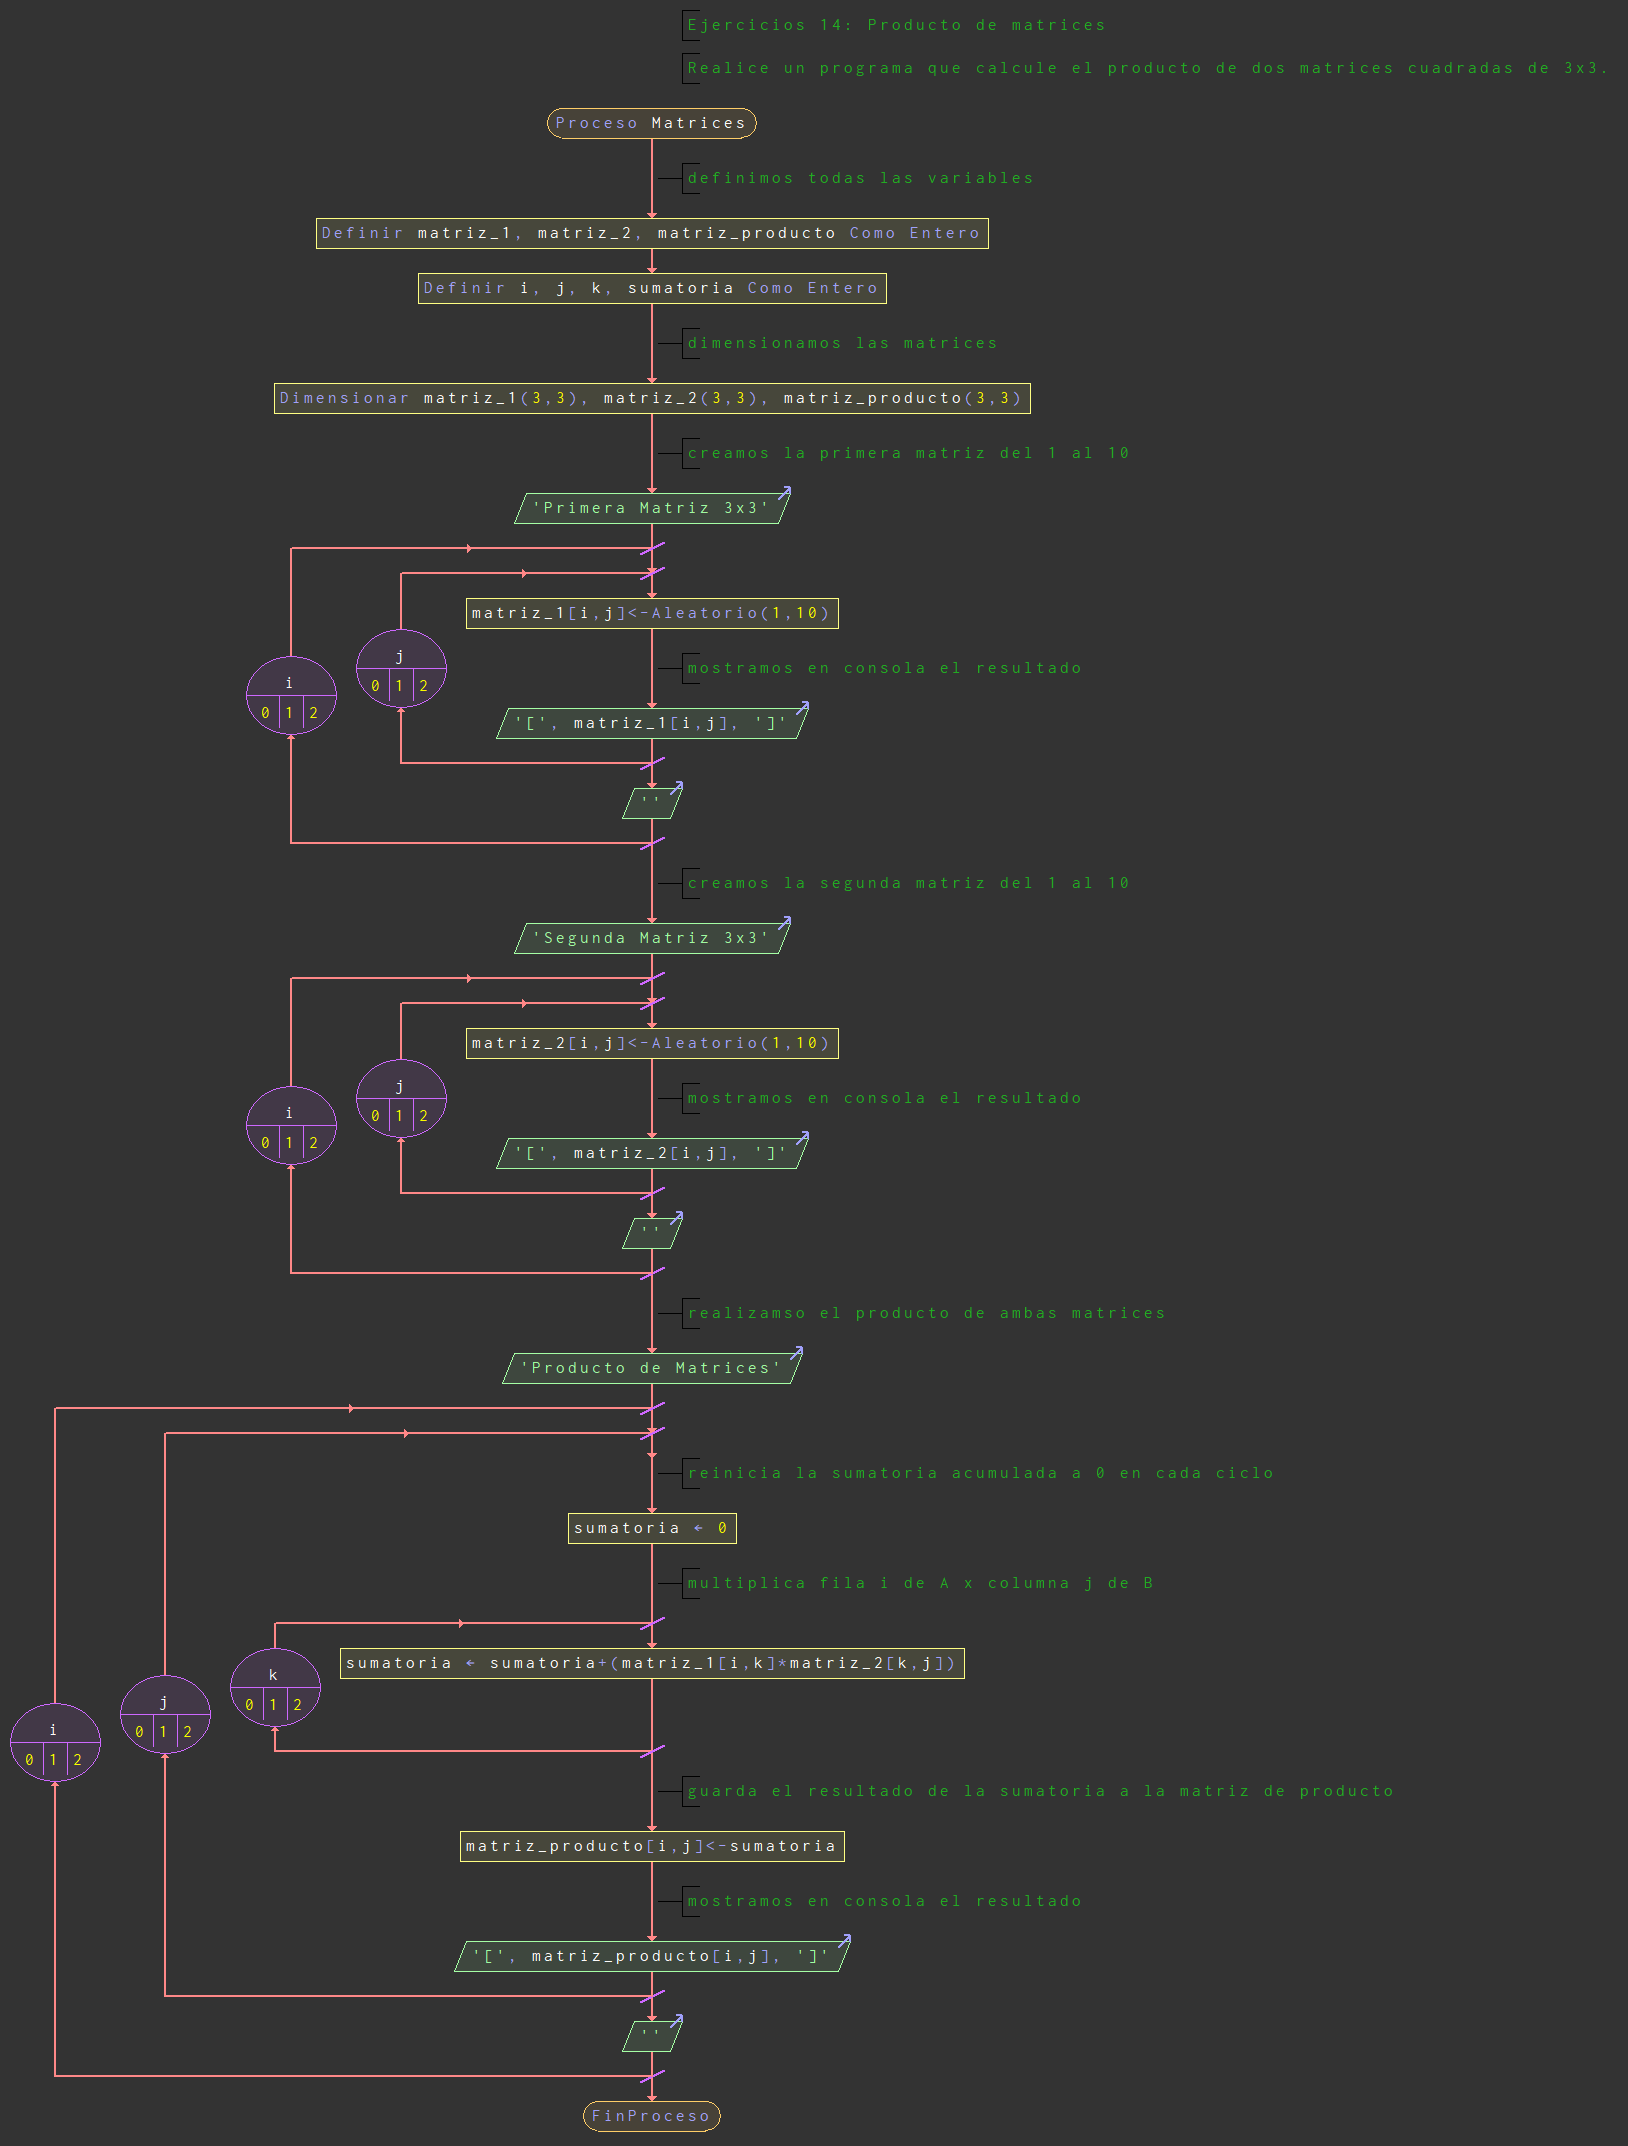 Ejercicios 14: Producto de matrices
Realice un programa que calcule el producto de dos matrices cuadradas de 3x3.
Proceso Matrices
definimos todas las variables
Definir matriz_1, matriz_2, matriz_producto Como Entero
Definir i, j, k, sumatoria Como Entero
dimensionamos las matrices
Dimensionar matriz_1(3,3), matriz_2(3,3), matriz_producto(3,3)
creamos la primera matriz del 1 al 10
'Primera Matriz 3x3'
matriz_1[i,j]<-Aleatorio(1,10)
j
0 1 2
i
0 1 2
mostramos en consola el resultado
'[', matriz_1[i,j], ']'
''
creamos la segunda matriz del 1 al 10
'Segunda Matriz 3x3'
matriz_2[i,j]<-Aleatorio(1,10)
j
0 1 2
i
0 1 2
mostramos en consola el resultado
'[', matriz_2[i,j], ']'
''
realizamso el producto de ambas matrices
'Producto de Matrices'
reinicia la sumatoria acumulada a 0 en cada ciclo
sumatoria ← 0
multiplica fila i de A x columna j de B
sumatoria ← sumatoria+(matriz_1[i,k]*matriz_2[k,j])
k
0 1 2
j
0 1 2
i
0 1 2
guarda el resultado de la sumatoria a la matriz de producto
matriz_producto[i,j]<-sumatoria
mostramos en consola el resultado
'[', matriz_producto[i,j], ']'
''
FinProceso